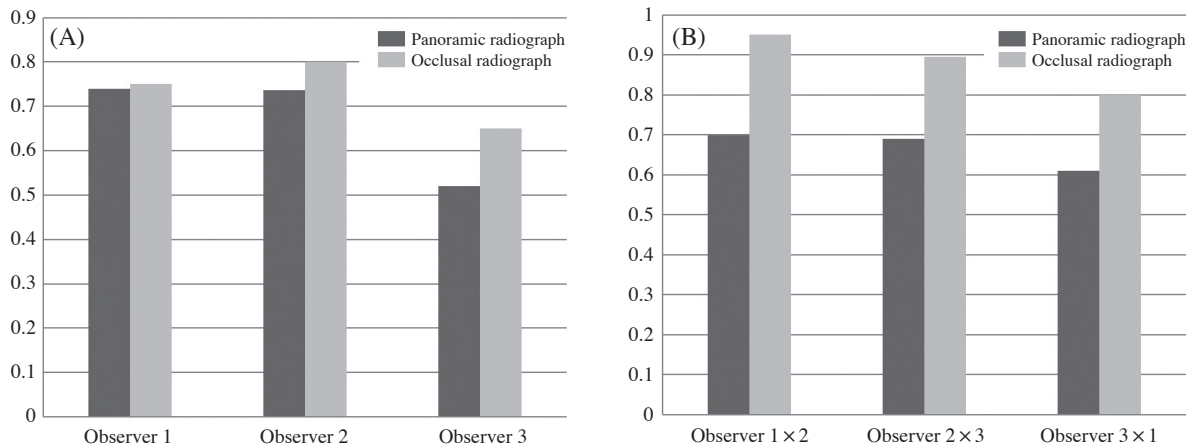 (A)
Panoramic radiograph
Occlusal radiograph
0.9
0.8
0.7
0.6
0.5
0.4
0.3
0.2
0.1
0
Observer 1 Observer 2 Observer 3
(B)
Panoramic radiograph
Occlusal radiograph
1
0.9
0.8
0.7
0.6
0.5
0.4
0.3
0.2
0.1
0
Observer 1 × 2 Observer 2 × 3 Observer 3 × 1